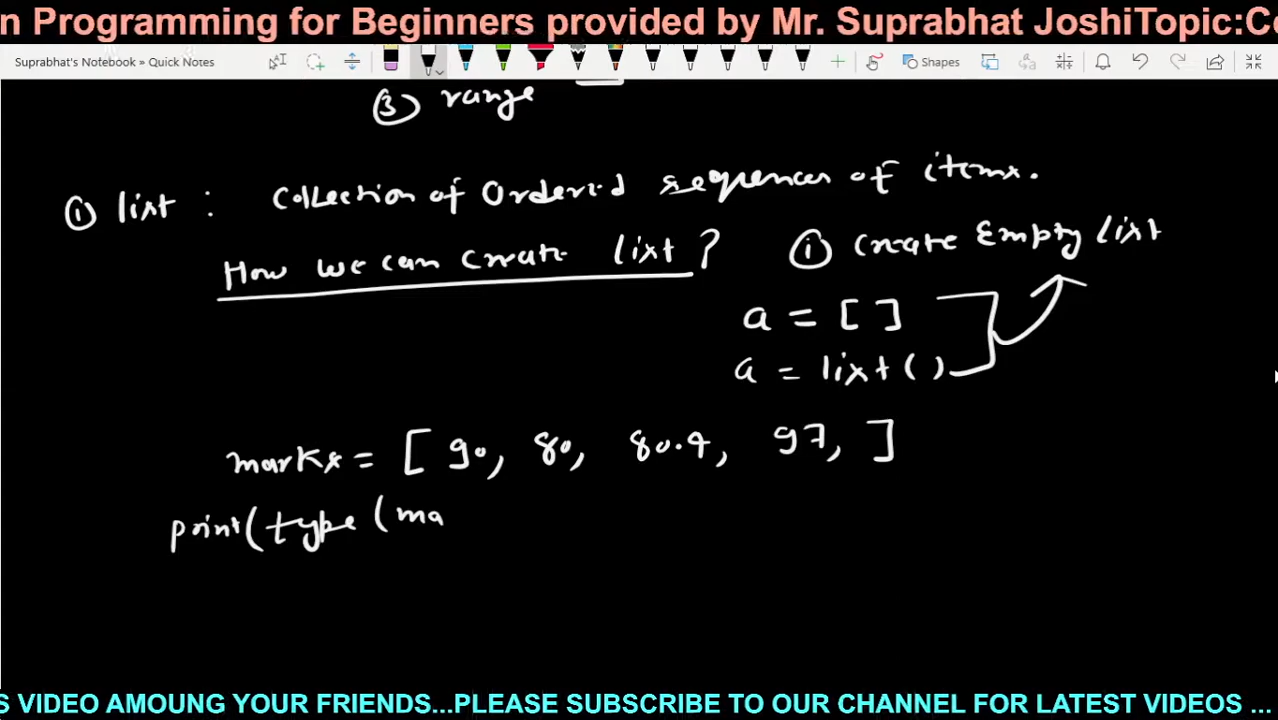 n Programming for Beginners provided by Mr. Suprabhat JoshiTopic:Co
Suprabhat's Notebook » Quick Notes
Shapes
③ range
① list : Collection of Ordered sequences of items.
How we can create list ? ① Create Empty list
a = [ ]
a = list ( )
marks = [ 90, 80, 80.9, 97, ]
print(type (ma
S VIDEO AMOUNG YOUR FRIENDS...PLEASE SUBSCRIBE TO OUR CHANNEL FOR LATEST VIDEOS ...